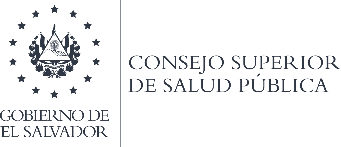 GOBIERNO DE
EL SALVADOR
CONSEJO SUPERIOR
DE SALUD PÚBLICA